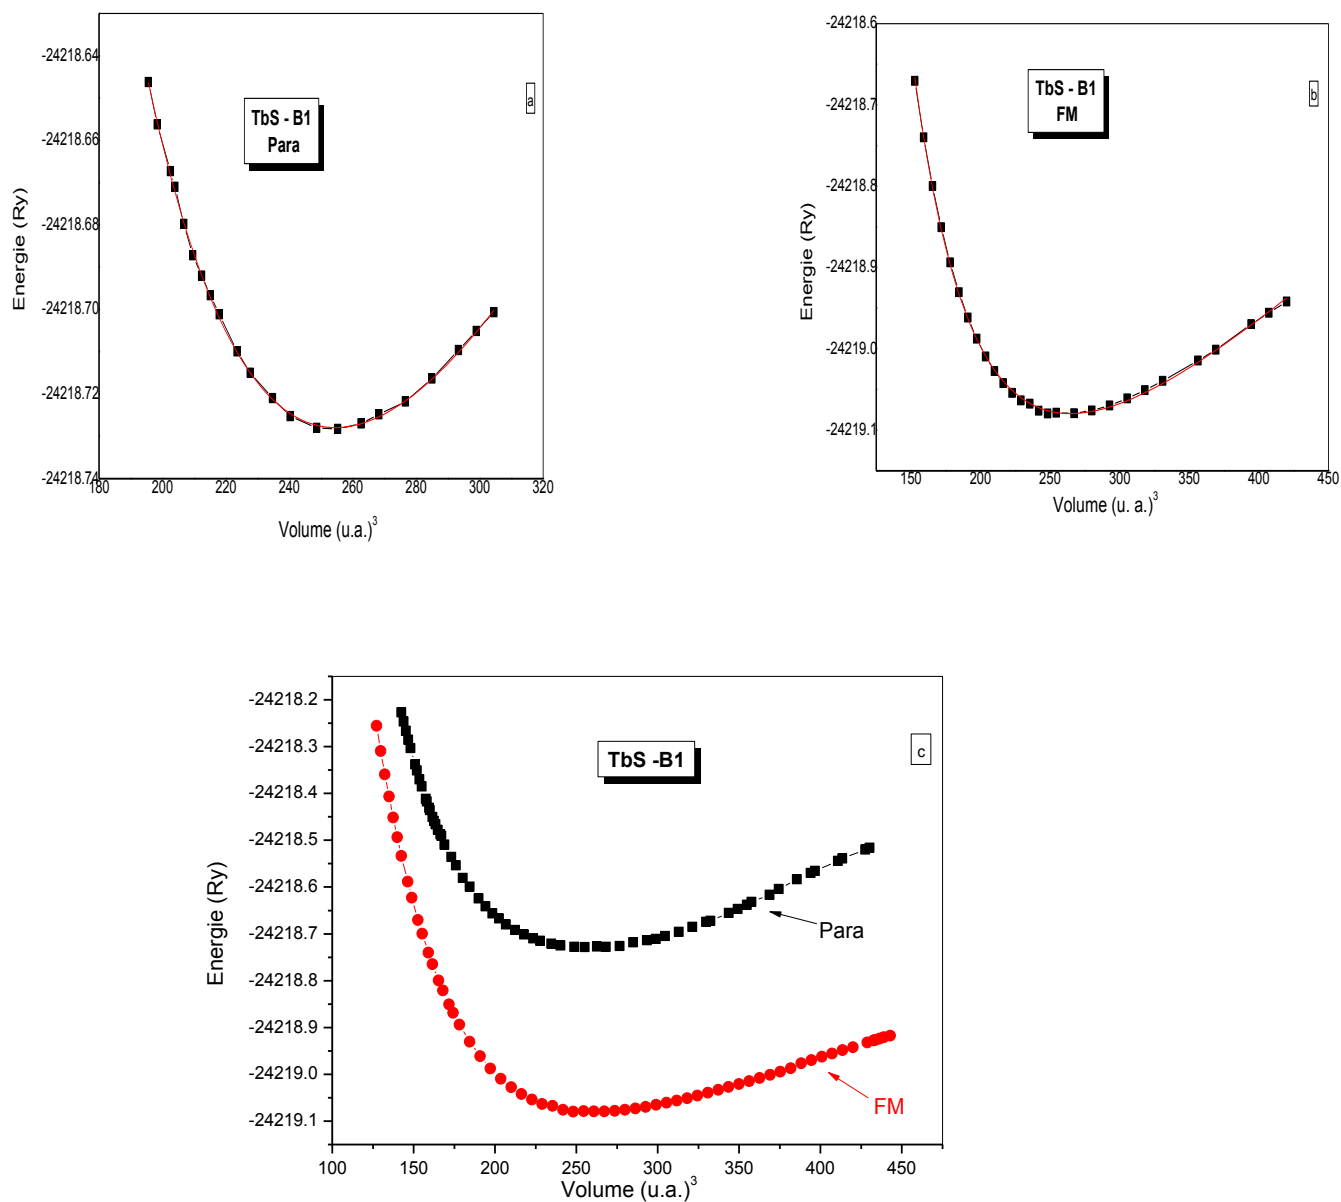 -24218.64
-24218.66
-24218.68
-24218.70
-24218.72
-24218.74
Energie (Ry)
TbS - B1
Para
a
180 200 220 240 260 280 300 320
Volume (u.a.)3
-24218.6
-24218.7
-24218.8
-24218.9
-24219.0
-24219.1
Energie (Ry)
TbS - B1
FM
b
150 200 250 300 350 400 450
Volume (u. a.)3
-24218.2
-24218.3
-24218.4
-24218.5
-24218.6
-24218.7
-24218.8
-24218.9
-24219.0
-24219.1
Energie (Ry)
TbS -B1
c
Para
FM
100 150 200 250 300 350 400 450
Volume (u.a.)3